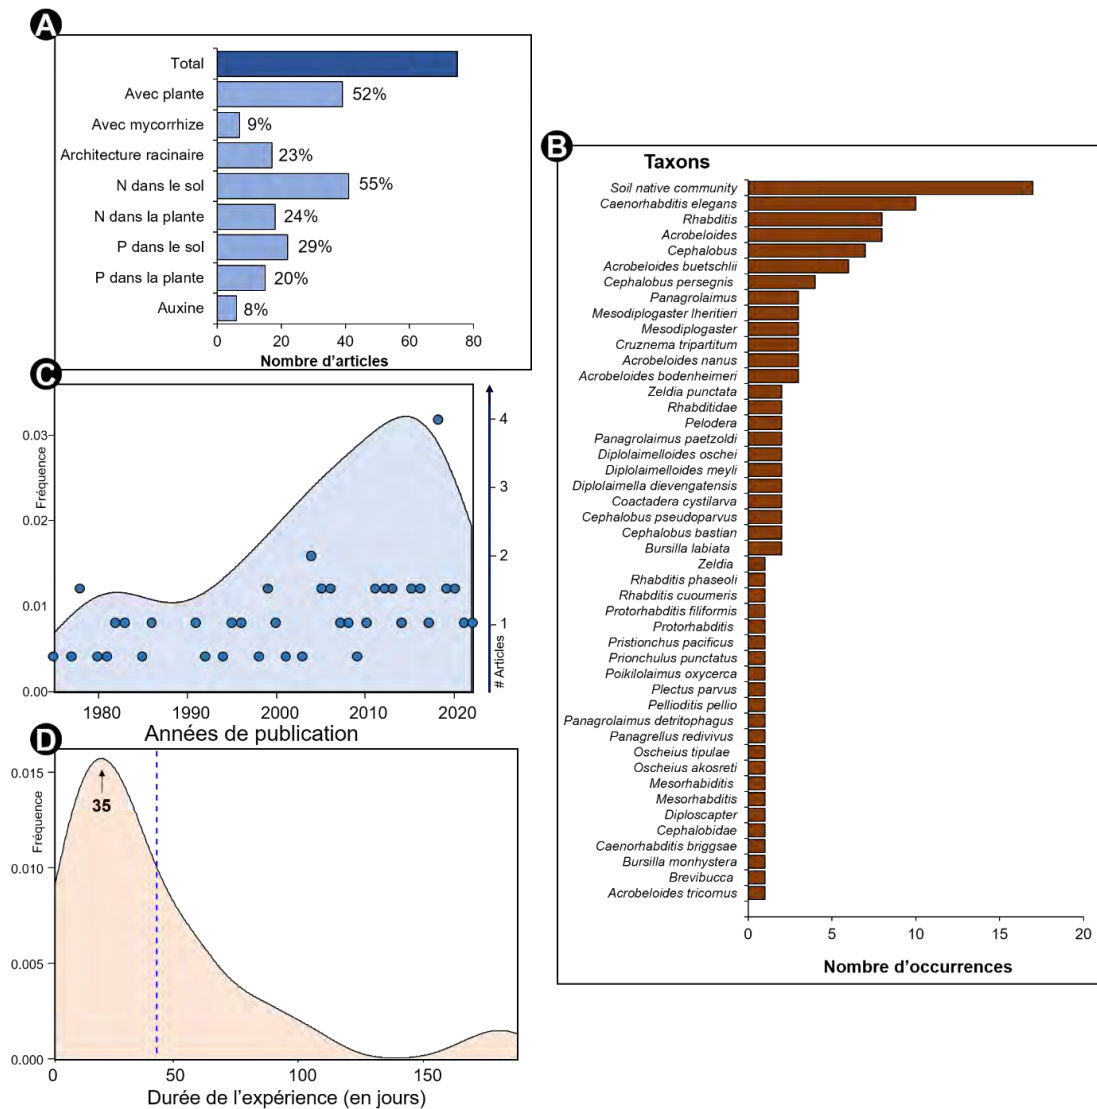 A
Total
Avec plante
52%
Avec mycorrhize
9%
Architecture racinaire
23%
N dans le sol
55%
N dans la plante
24%
P dans le sol
29%
P dans la plante
20%
Auxine
8%
0 20 40 60 80
Nombre d'articles
B
Taxons
Soil native community
Caenorhabditis elegans
Rhabditis
Acrobeloides
Cephalobus
Acrobeloides buetschlii
Cephalobus persegnis
Panagrolaimus
Mesodiplogaster lheritieri
Mesodiplogaster
Cruznema tripartitum
Acrobeloides nanus
Acrobeloides bodenheimeri
Zeldia punctata
Rhabditidae
Pelodera
Panagrolaimus paetzoldi
Diplolaimelloides oschei
Diplolaimelloides meyli
Diplolaimella dievengatensis
Coactadera cystilarva
Cephalobus pseudoparvus
Cephalobus bastian
Bursilla labiata
Zeldia
Rhabditis phaseoli
Rhabditis cuoumeris
Protorhabditis filiformis
Protorhabditis
Pristionchus pacificus
Prionchulus punctatus
Poikilolaimus oxycerca
Plectus parvus
Pellioditis pellio
Panagrolaimus detritophagus
Panagrellus redivivus
Oscheius tipulae
Oscheius akosreti
Mesorhabiditis
Mesorhabditis
Diploscapter
Cephalobidae
Caenorhabditis briggsae
Bursilla monhystera
Brevibucca
Acrobeloides tricornus
0 5 10 15 20
Nombre d'occurrences
C
Fréquence
0.03
0.02
0.01
0.00
4
3
2
1
# Articles
1980 1990 2000 2010 2020
Années de publication
D
Fréquence
0.015
0.010
0.005
0.000
35
0 50 100 150
Durée de l'expérience (en jours)